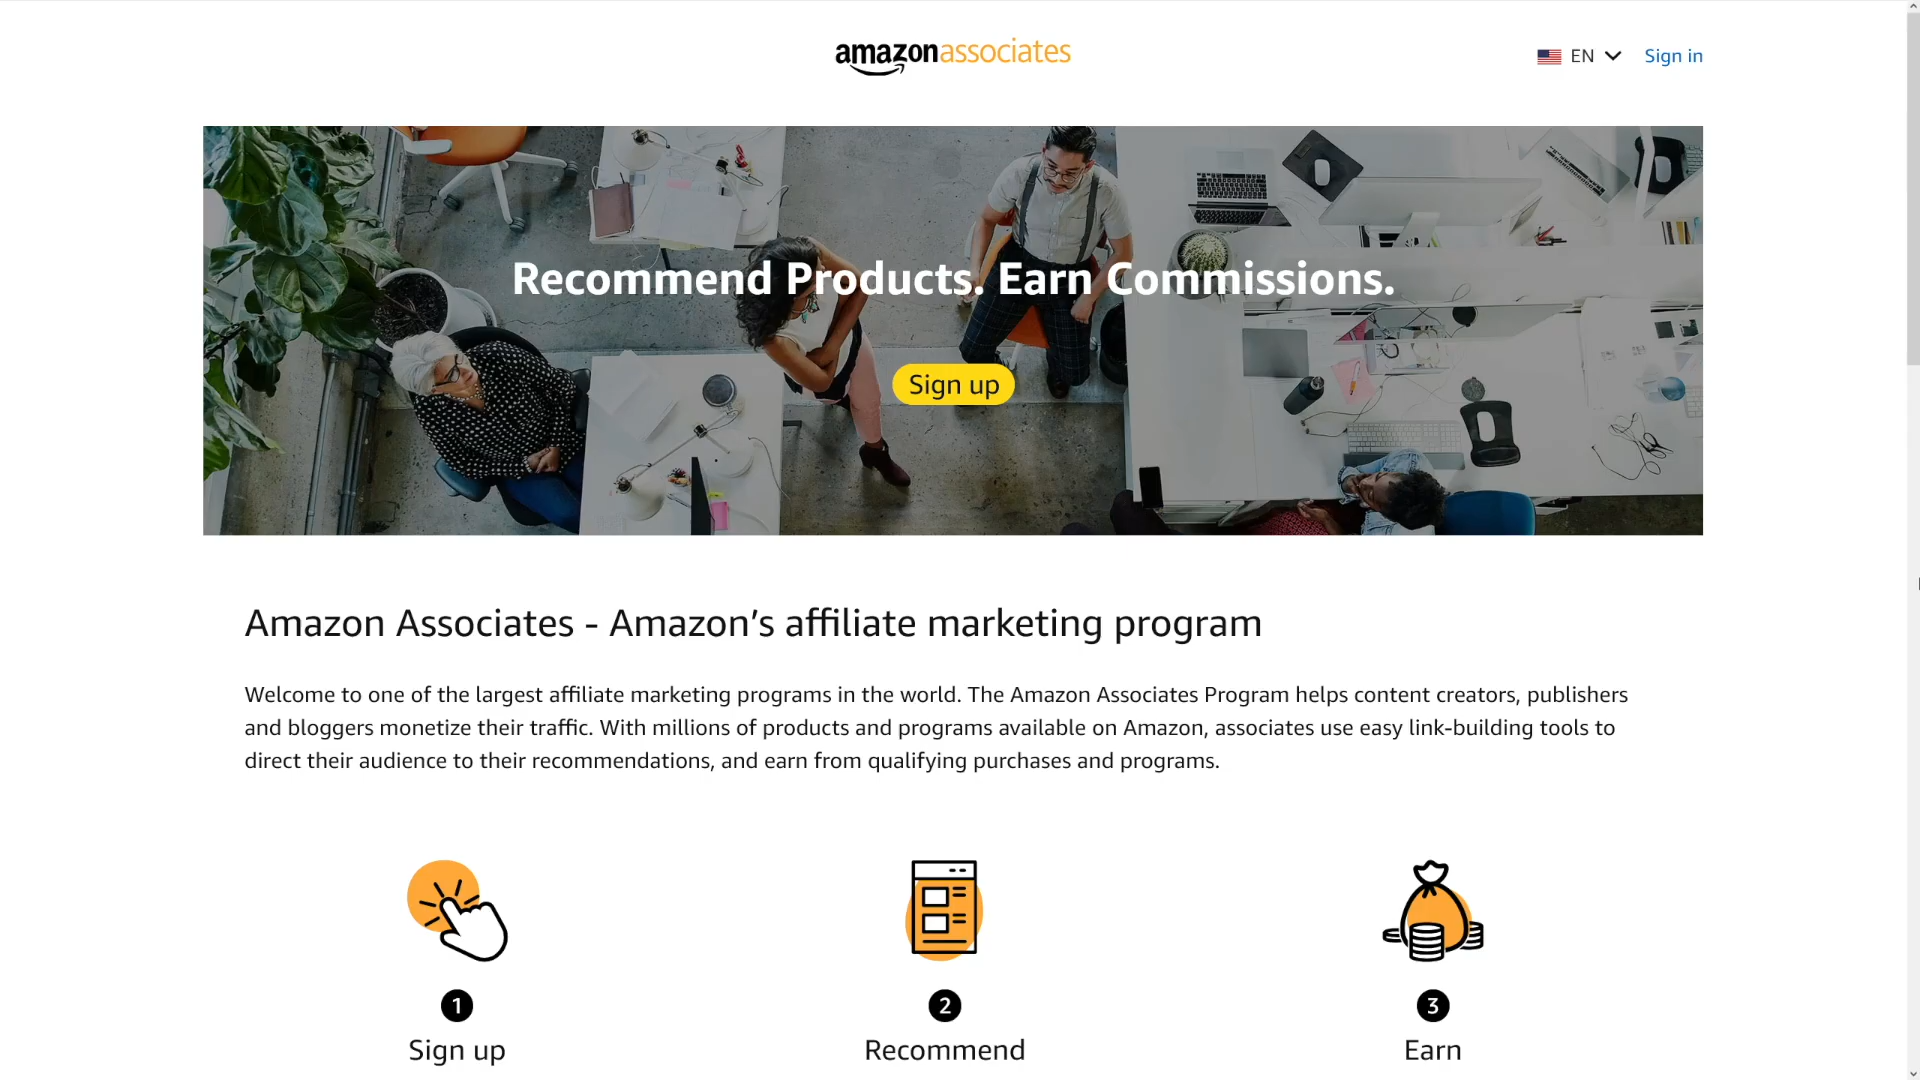 amazonassociates
EN
Sign in
Recommend Products. Earn Commissions.
Sign up
Amazon Associates - Amazon’s affiliate marketing program
Welcome to one of the largest affiliate marketing programs in the world. The Amazon Associates Program helps content creators, publishers
and bloggers monetize their traffic. With millions of products and programs available on Amazon, associates use easy link-building tools to
direct their audience to their recommendations, and earn from qualifying purchases and programs.
1
Sign up
2
Recommend
3
Earn